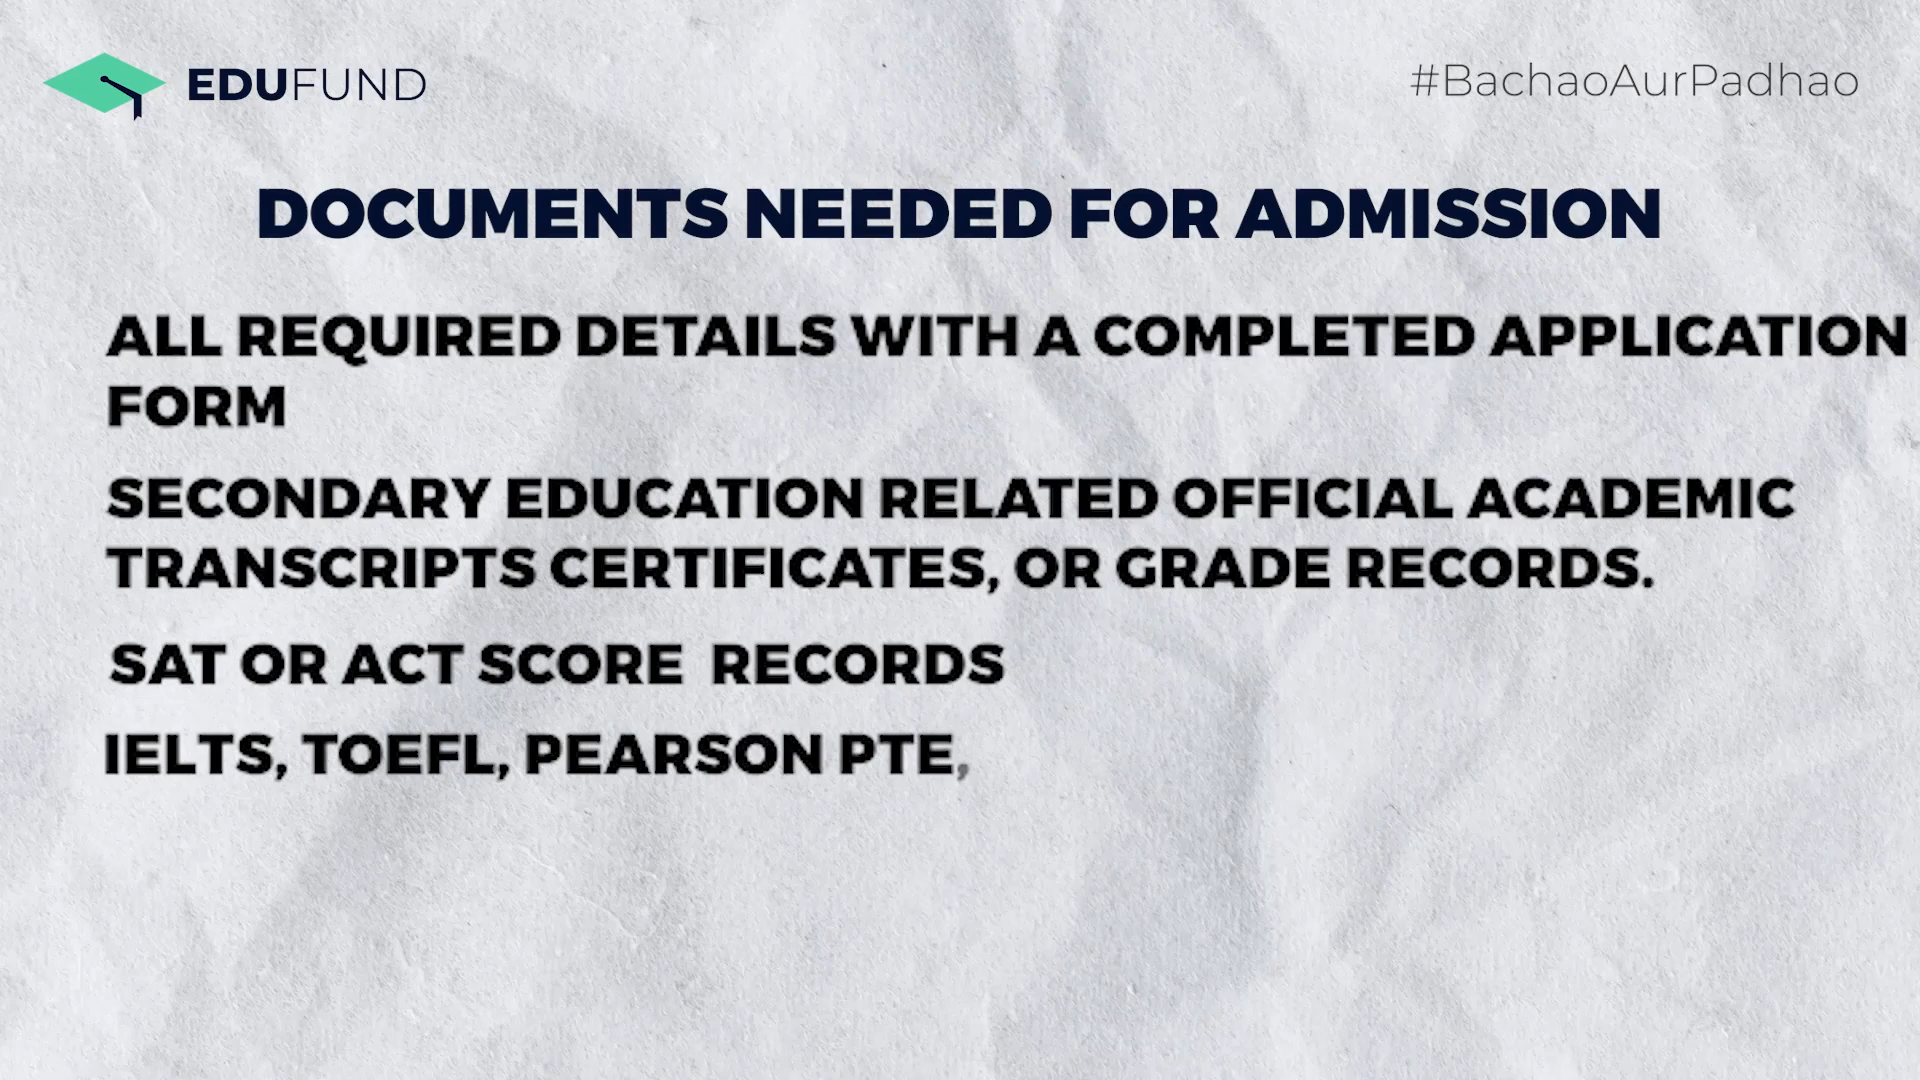 EDUFUND
#BachaoAurPadhao
DOCUMENTS NEEDED FOR ADMISSION
ALL REQUIRED DETAILS WITH A COMPLETED APPLICATION
FORM
SECONDARY EDUCATION RELATED OFFICIAL ACADEMIC
TRANSCRIPTS CERTIFICATES, OR GRADE RECORDS.
SAT OR ACT SCORE RECORDS
IELTS, TOEFL, PEARSON PTE,